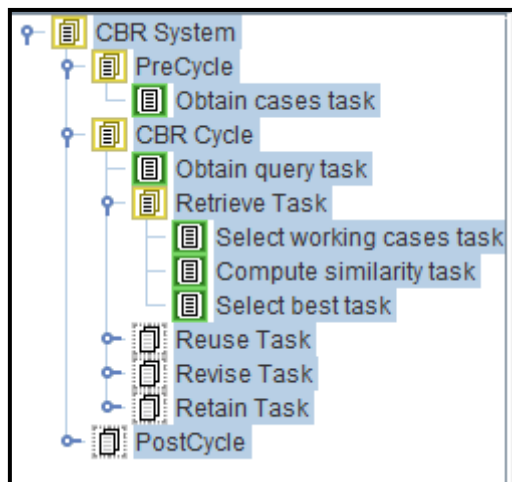 CBR System
PreCycle
Obtain cases task
CBR Cycle
Obtain query task
Retrieve Task
Select working cases task
Compute similarity task
Select best task
Reuse Task
Revise Task
Retain Task
PostCycle